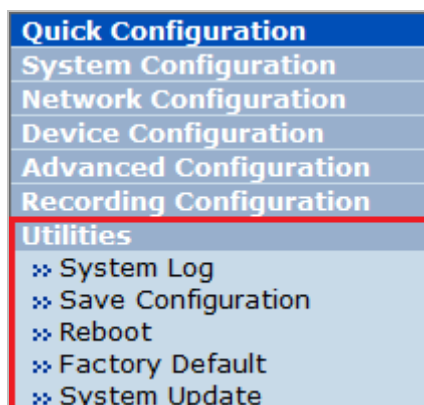 Quick Configuration
System Configuration
Network Configuration
Device Configuration
Advanced Configuration
Recording Configuration
Utilities
» System Log
» Save Configuration
» Reboot
» Factory Default
» System Update